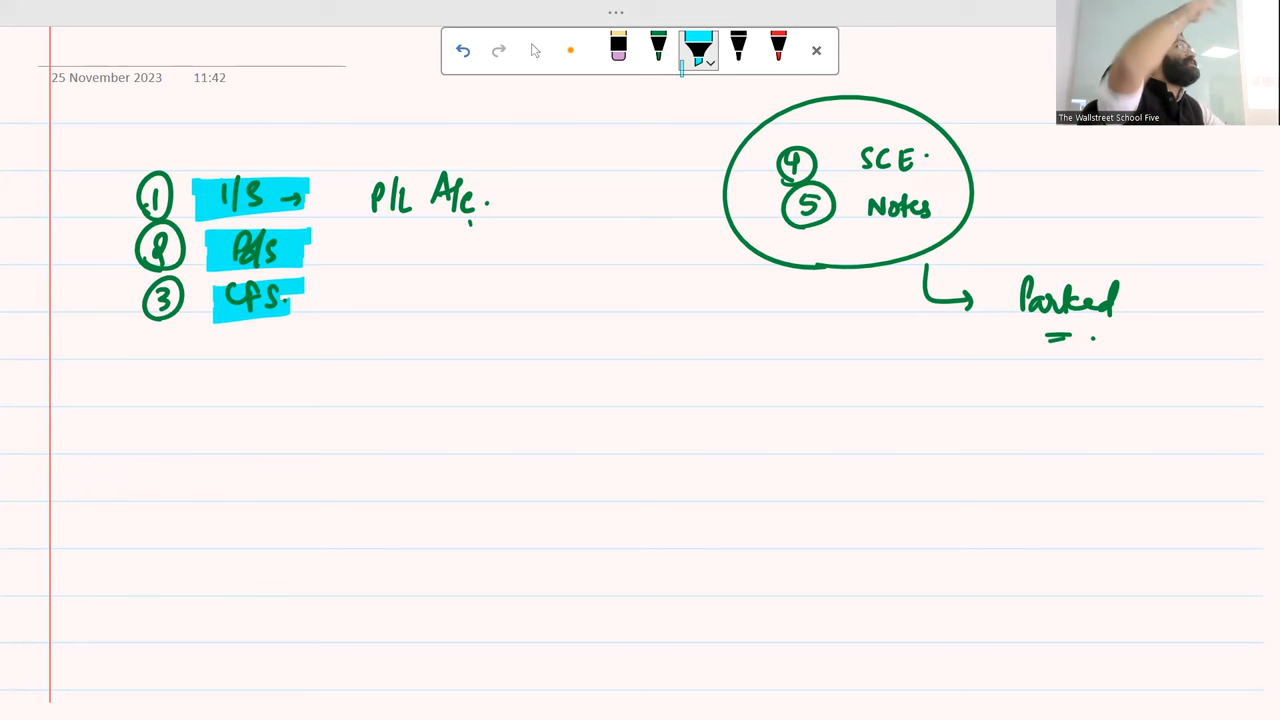 25 November 2023 11:42
The Wallstreet School Five
① I/S → P/L A/c.
② B/S
③ CFS.
④ SCE.
⑤ Notes
Parked